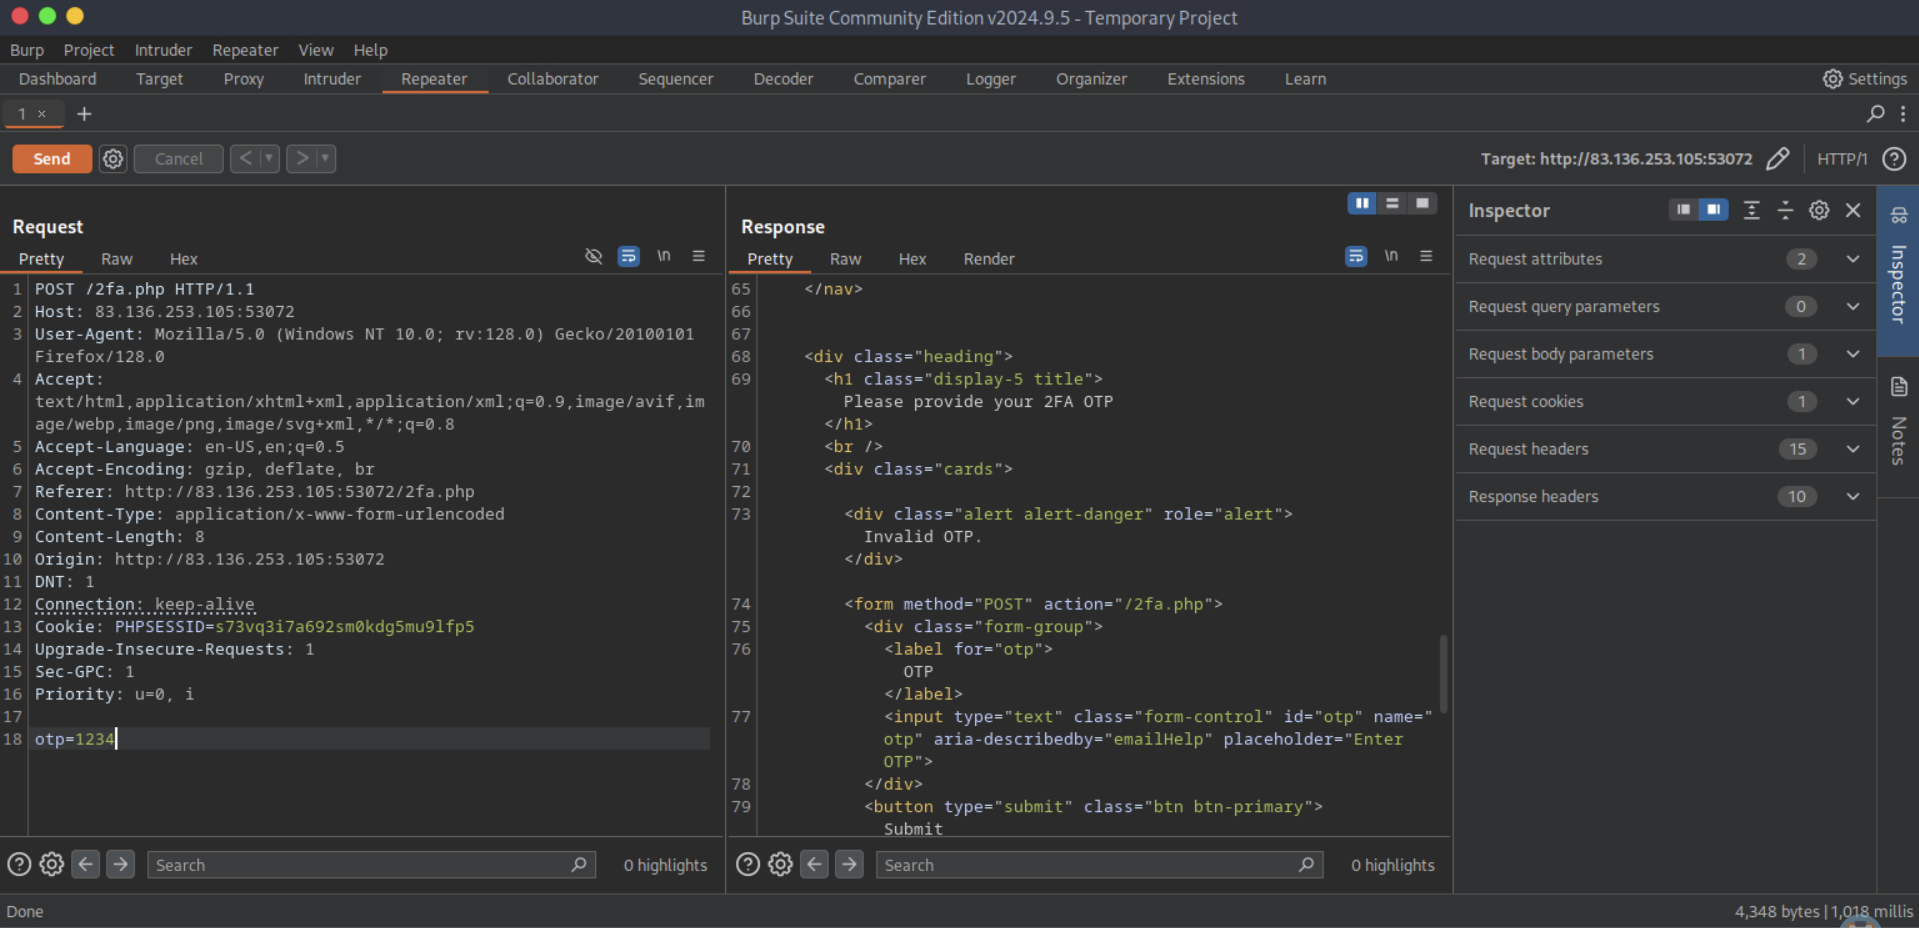 Burp Suite Community Edition v2024.9.5 - Temporary Project
Burp Project Intruder Repeater View Help
Dashboard Target Proxy Intruder Repeater Collaborator Sequencer Decoder Comparer Logger Organizer Extensions Learn Settings
1 × +
Send Cancel < > Target: http://83.136.253.105:53072 HTTP/1 ?
Request
Pretty Raw Hex \n
1 POST /2fa.php HTTP/1.1
2 Host: 83.136.253.105:53072
3 User-Agent: Mozilla/5.0 (Windows NT 10.0; rv:128.0) Gecko/20100101
Firefox/128.0
4 Accept:
text/html,application/xhtml+xml,application/xml;q=0.9,image/avif,im
age/webp,image/png,image/svg+xml,*/*;q=0.8
5 Accept-Language: en-US,en;q=0.5
6 Accept-Encoding: gzip, deflate, br
7 Referer: http://83.136.253.105:53072/2fa.php
8 Content-Type: application/x-www-form-urlencoded
9 Content-Length: 8
10 Origin: http://83.136.253.105:53072
11 DNT: 1
12 Connection: keep-alive
13 Cookie: PHPSESSID=s73vq3i7a692sm0kdg5mu9lfp5
14 Upgrade-Insecure-Requests: 1
15 Sec-GPC: 1
16 Priority: u=0, i
17
18 otp=1234
? Search 0 highlights
Response
Pretty Raw Hex Render \n
65 </nav>
66
67
68 <div class="heading">
69 <h1 class="display-5 title">
Please provide your 2FA OTP
</h1>
70 <br />
71 <div class="cards">
72
73 <div class="alert alert-danger" role="alert">
Invalid OTP.
</div>
74 <form method="POST" action="/2fa.php">
75 <div class="form-group">
76 <label for="otp">
OTP
</label>
77 <input type="text" class="form-control" id="otp" name="
otp" aria-describedby="emailHelp" placeholder="Enter
OTP">
78 </div>
79 <button type="submit" class="btn btn-primary">
Submit
? Search 0 highlights
Inspector
Request attributes 2
Request query parameters 0
Request body parameters 1
Request cookies 1
Request headers 15
Response headers 10
Inspector
Notes
Done
4,348 bytes | 1,018 millis